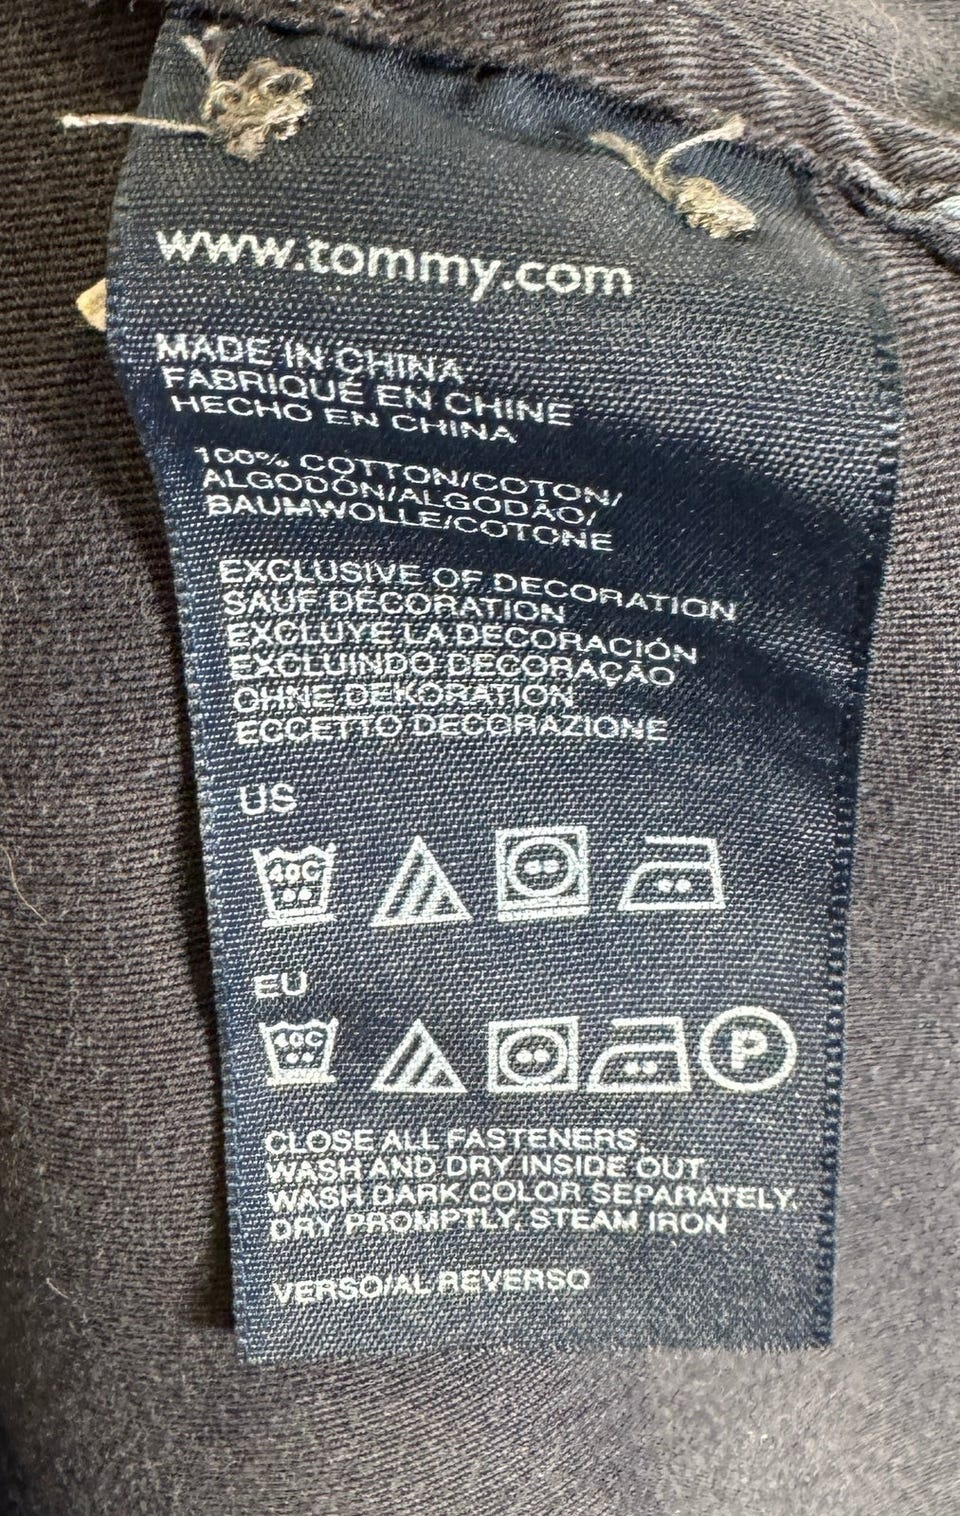 www.tommy.com
MADE IN CHINA
FABRIQUÉ EN CHINE
HECHO EN CHINA
100% COTTON/COTON/
ALGODÓN/ALGODÃO/
BAUMWOLLE/COTONE
EXCLUSIVE OF DECORATION
SAUF DÉCORATION
EXCLUYE LA DECORACIÓN
EXCLUINDO DECORAÇÃO
OHNE DEKORATION
ECCETTO DECORAZIONE
US
40C
EU
40C P
CLOSE ALL FASTENERS.
WASH AND DRY INSIDE OUT.
WASH DARK COLOR SEPARATELY.
DRY PROMPTLY. STEAM IRON
VERSO/AL REVERSO